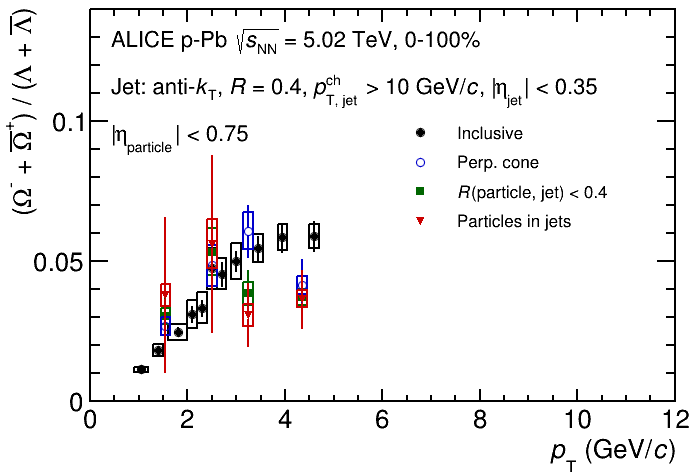 ALICE p-Pb √s_NN = 5.02 TeV, 0-100%
Jet: anti-k_T, R = 0.4, p_T, jet^ch > 10 GeV/c, |η_jet| < 0.35
|η_particle| < 0.75
Inclusive
Perp. cone
R(particle, jet) < 0.4
Particles in jets
(Ω⁻ + Ω̅⁺) / (Λ + Λ̅)
0.1
0.05
0
0 2 4 6 8 10 12
p_T (GeV/c)